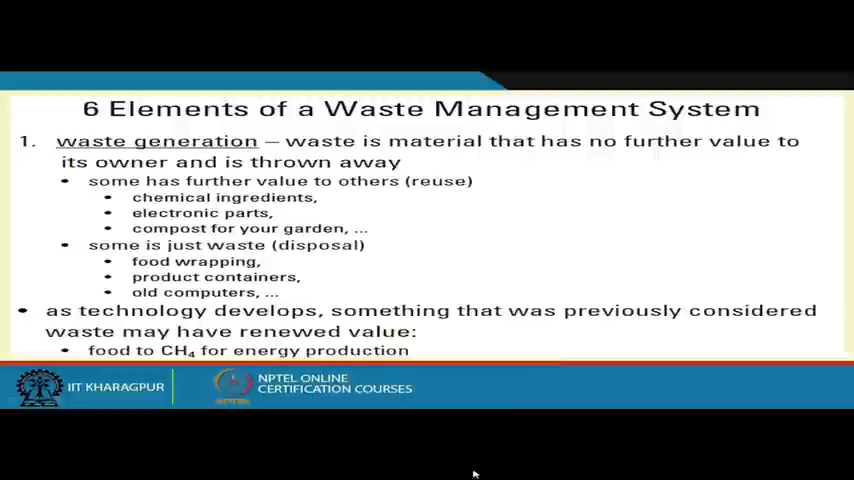 6 Elements of a Waste Management System
1. waste generation – waste is material that has no further value to
its owner and is thrown away
• some has further value to others (reuse)
• chemical ingredients,
• electronic parts,
• compost for your garden, ...
• some is just waste (disposal)
• food wrapping,
• product containers,
• old computers, ...
• as technology develops, something that was previously considered
waste may have renewed value:
• food to CH₄ for energy production
IIT KHARAGPUR
NPTEL ONLINE
CERTIFICATION COURSES
NPTEL